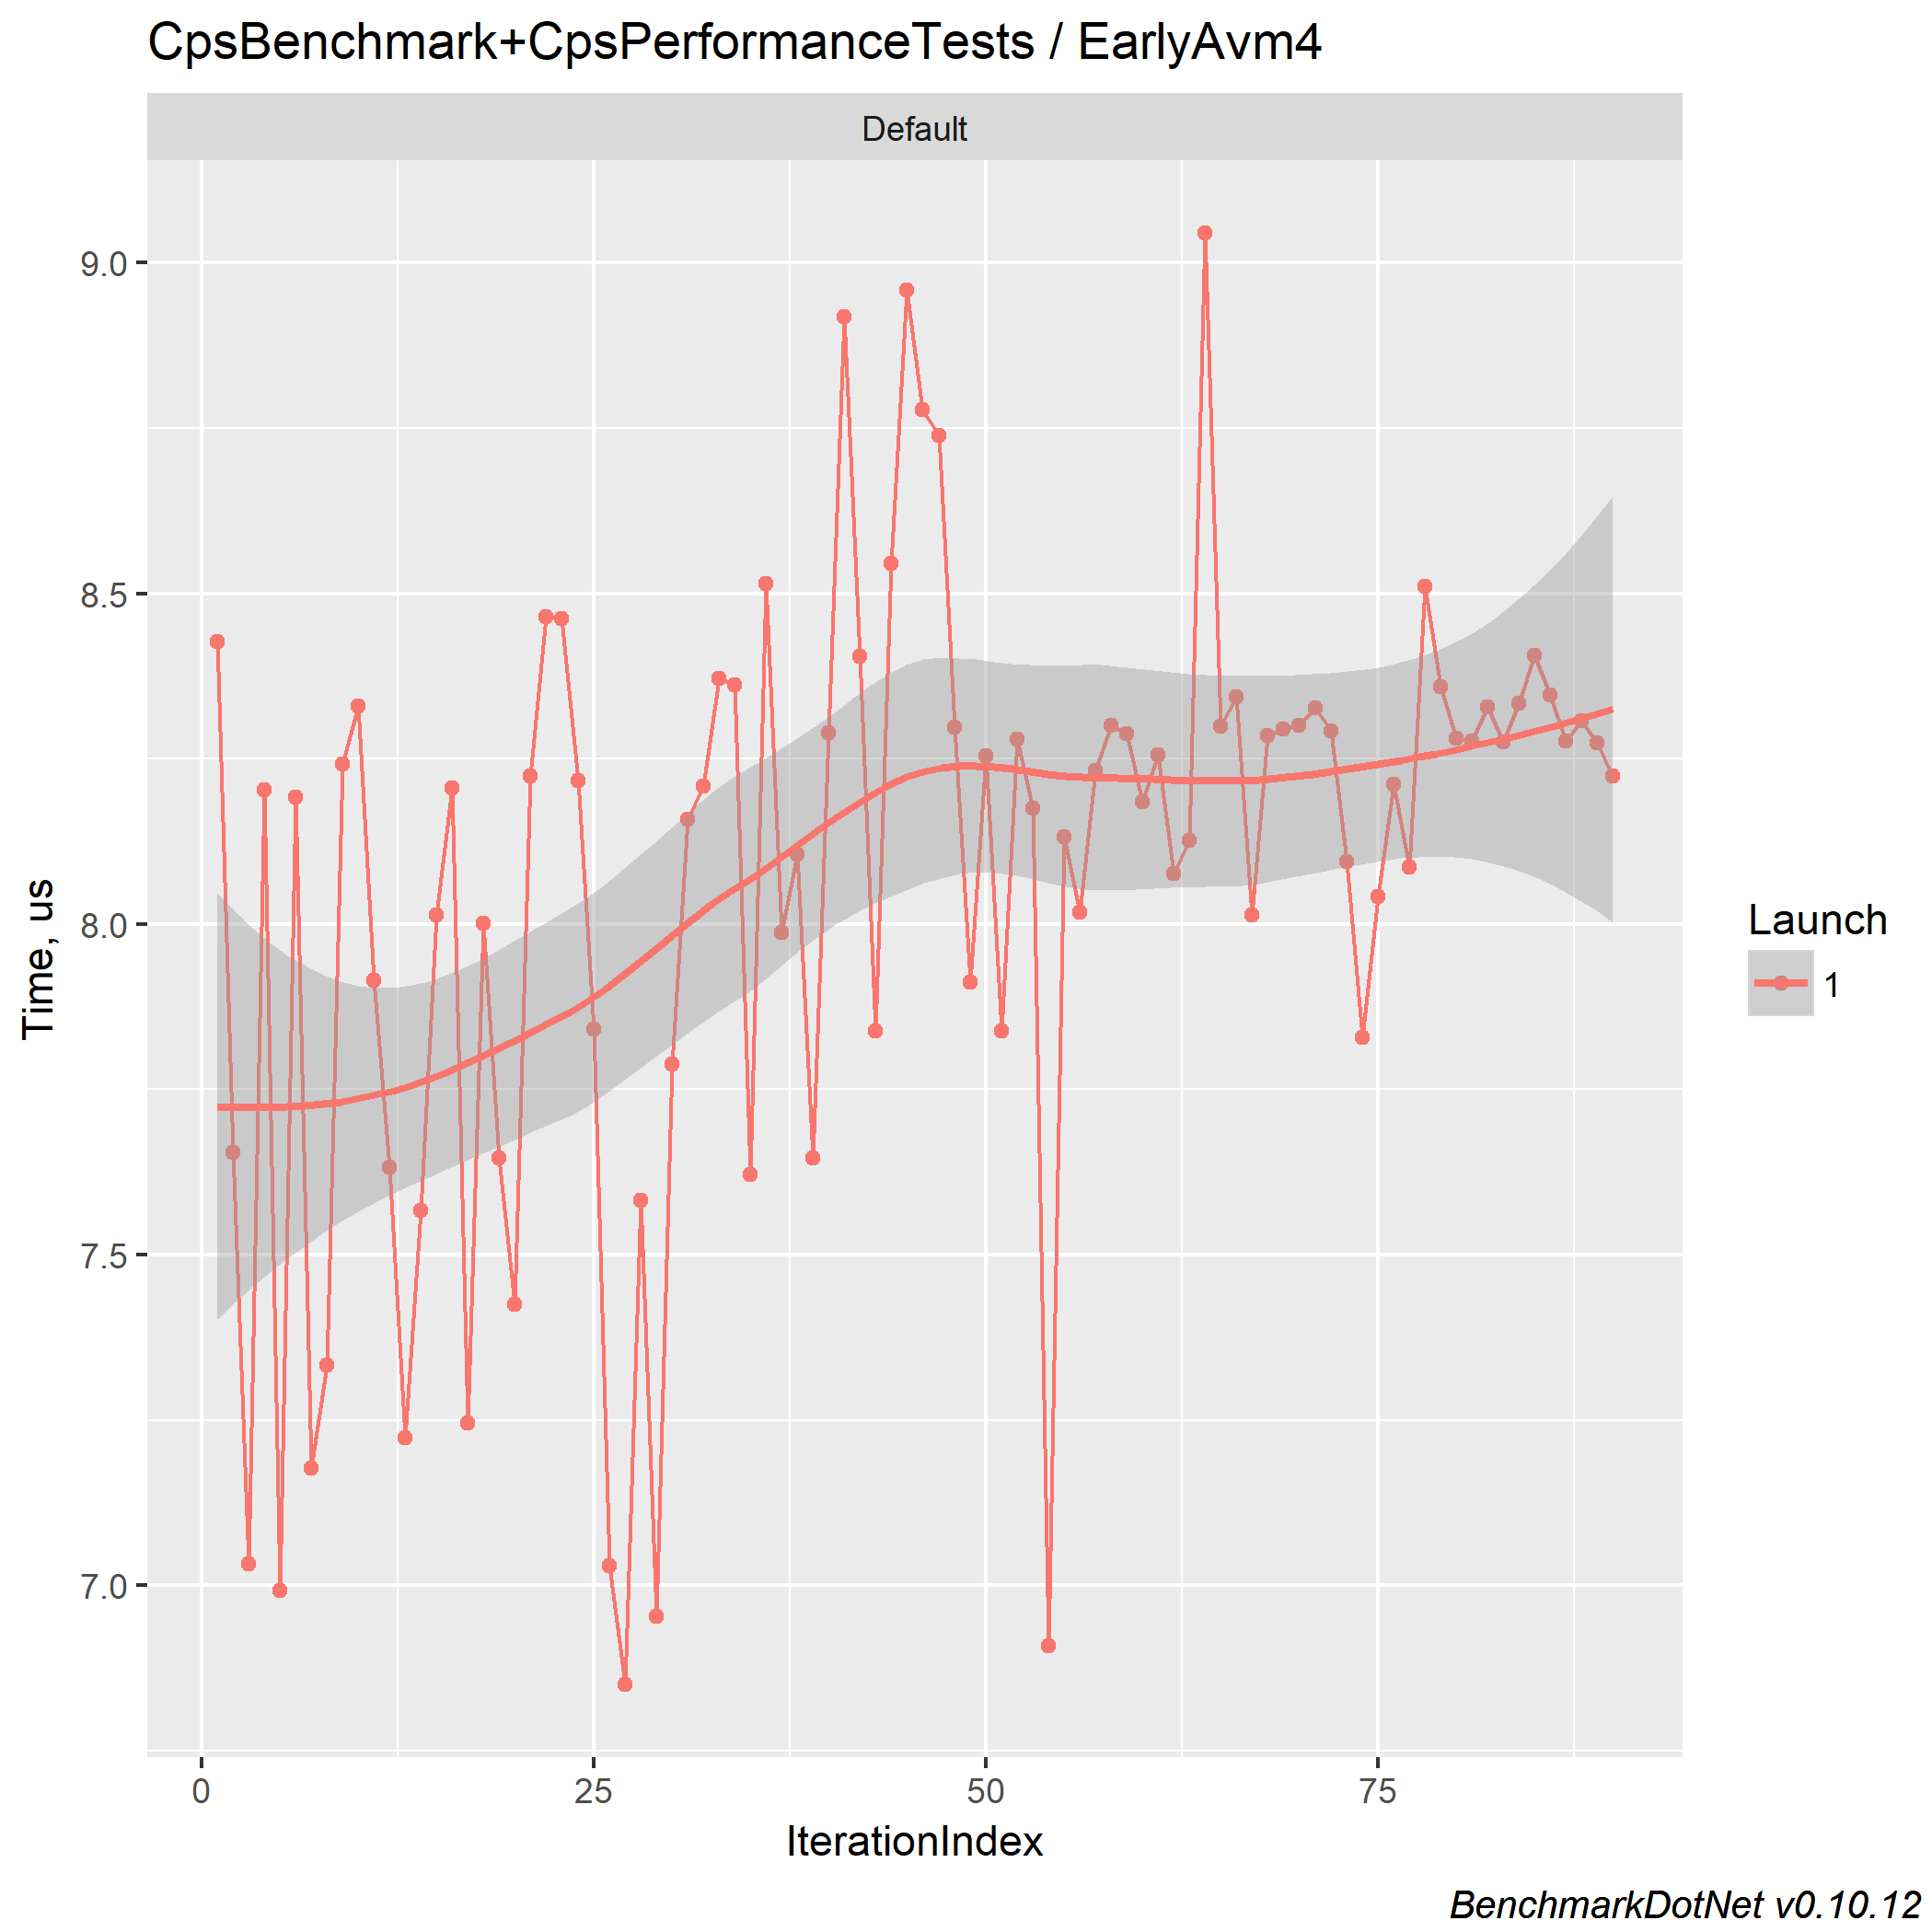 CpsBenchmark+CpsPerformanceTests / EarlyAvm4
Default
9.0
8.5
8.0
7.5
7.0
Time, us
0 25 50 75
IterationIndex
Launch
1
BenchmarkDotNet v0.10.12